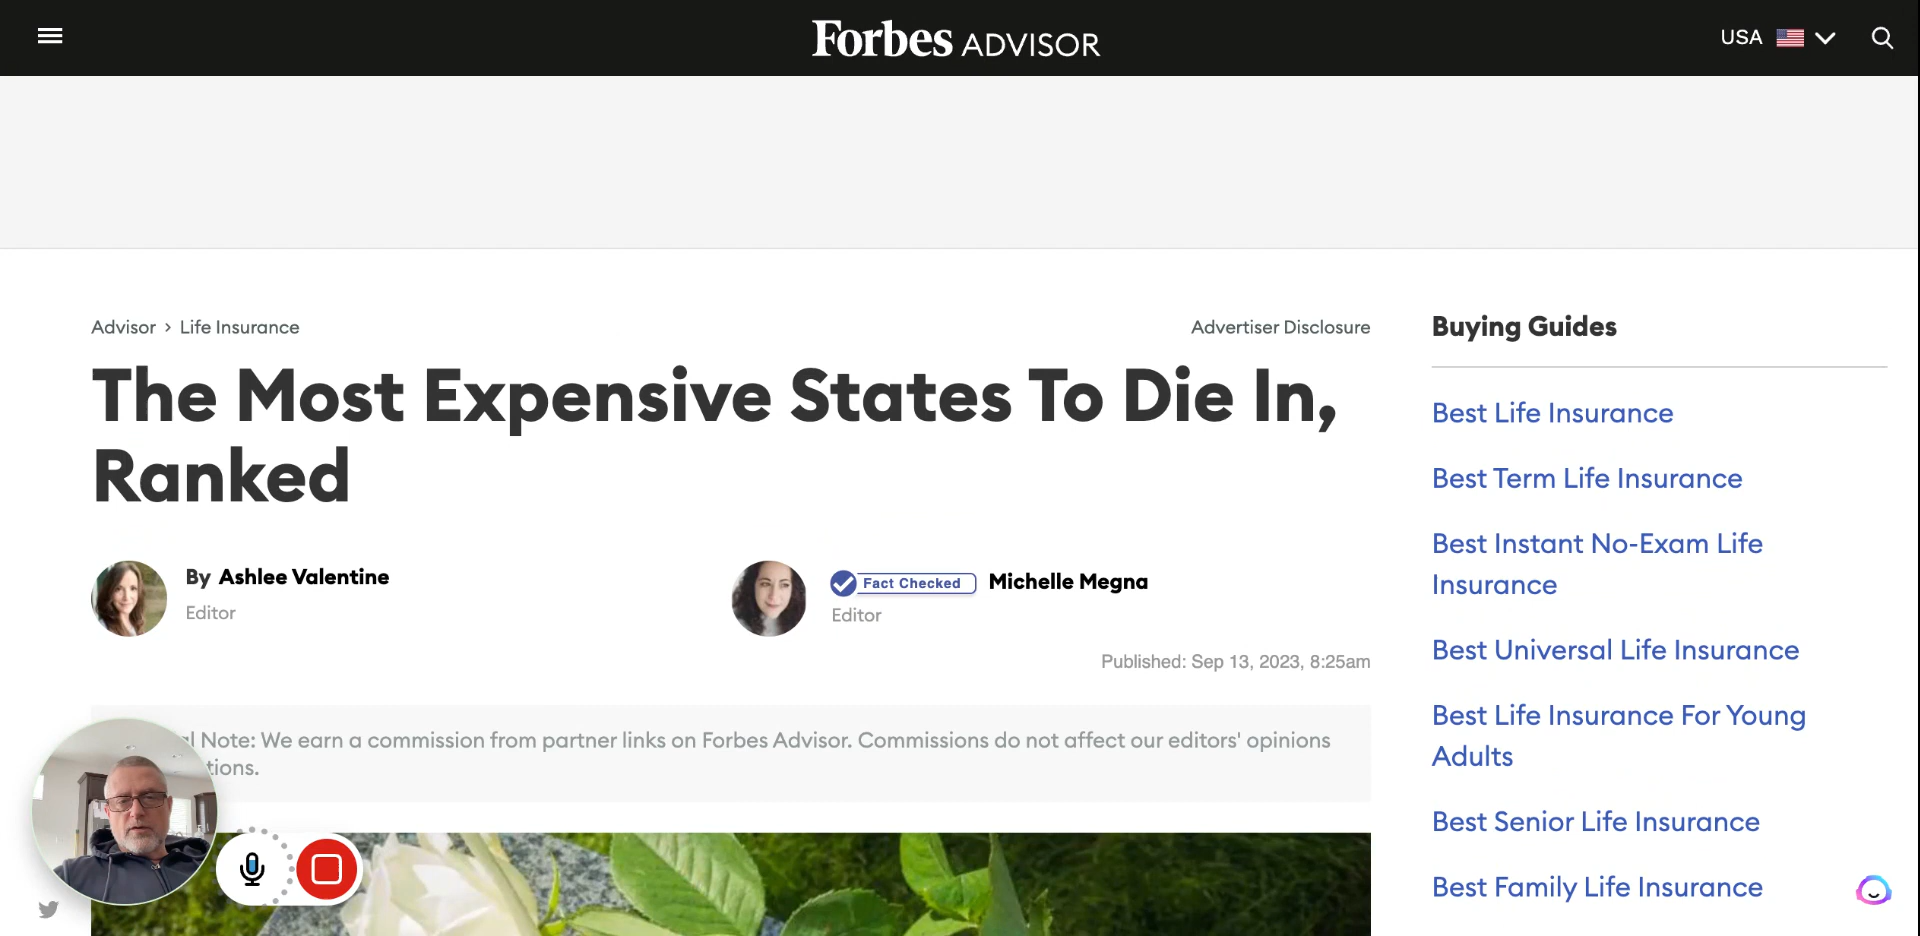 Forbes ADVISOR
USA
Advisor > Life Insurance
Advertiser Disclosure
The Most Expensive States To Die In,
Ranked
By Ashlee Valentine
Editor
Fact Checked Michelle Megna
Editor
Published: Sep 13, 2023, 8:25am
l Note: We earn a commission from partner links on Forbes Advisor. Commissions do not affect our editors' opinions
tions.
Buying Guides
Best Life Insurance
Best Term Life Insurance
Best Instant No-Exam Life
Insurance
Best Universal Life Insurance
Best Life Insurance For Young
Adults
Best Senior Life Insurance
Best Family Life Insurance